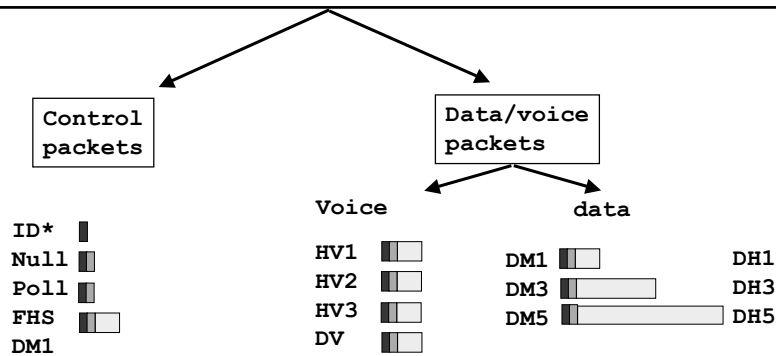 Control
packets
Data/voice
packets
ID*
Null
Poll
FHS
DM1
Voice
HV1
HV2
HV3
DV
data
DM1 DH1
DM3 DH3
DM5 DH5